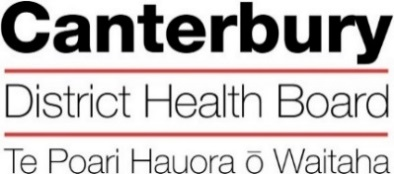 Canterbury
District Health Board
Te Poari Hauora ō Waitaha